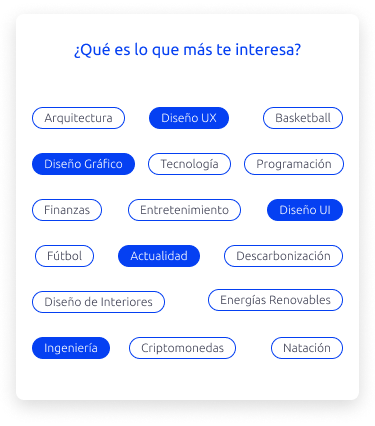 ¿Qué es lo que más te interesa?
Arquitectura Diseño UX Basketball
Diseño Gráfico Tecnología Programación
Finanzas Entretenimiento Diseño UI
Fútbol Actualidad Descarbonización
Diseño de Interiores Energías Renovables
Ingeniería Criptomonedas Natación